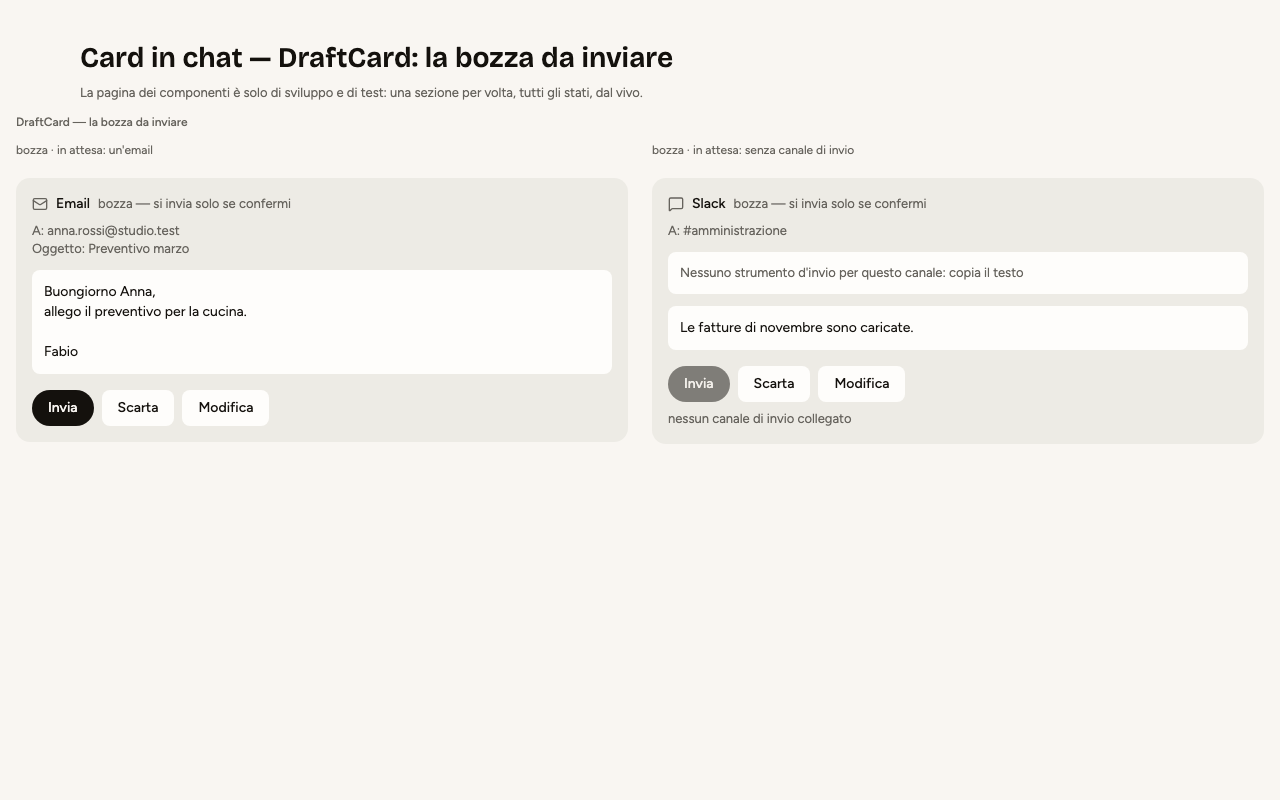 Card in chat — DraftCard: la bozza da inviare
La pagina dei componenti è solo di sviluppo e di test: una sezione per volta, tutti gli stati, dal vivo.
DraftCard — la bozza da inviare
bozza · in attesa: un'email
Email bozza — si invia solo se confermi
A: anna.rossi@studio.test
Oggetto: Preventivo marzo
Buongiorno Anna,
allego il preventivo per la cucina.
Fabio
Invia Scarta Modifica
bozza · in attesa: senza canale di invio
Slack bozza — si invia solo se confermi
A: #amministrazione
Nessuno strumento d'invio per questo canale: copia il testo
Le fatture di novembre sono caricate.
Invia Scarta Modifica
nessun canale di invio collegato